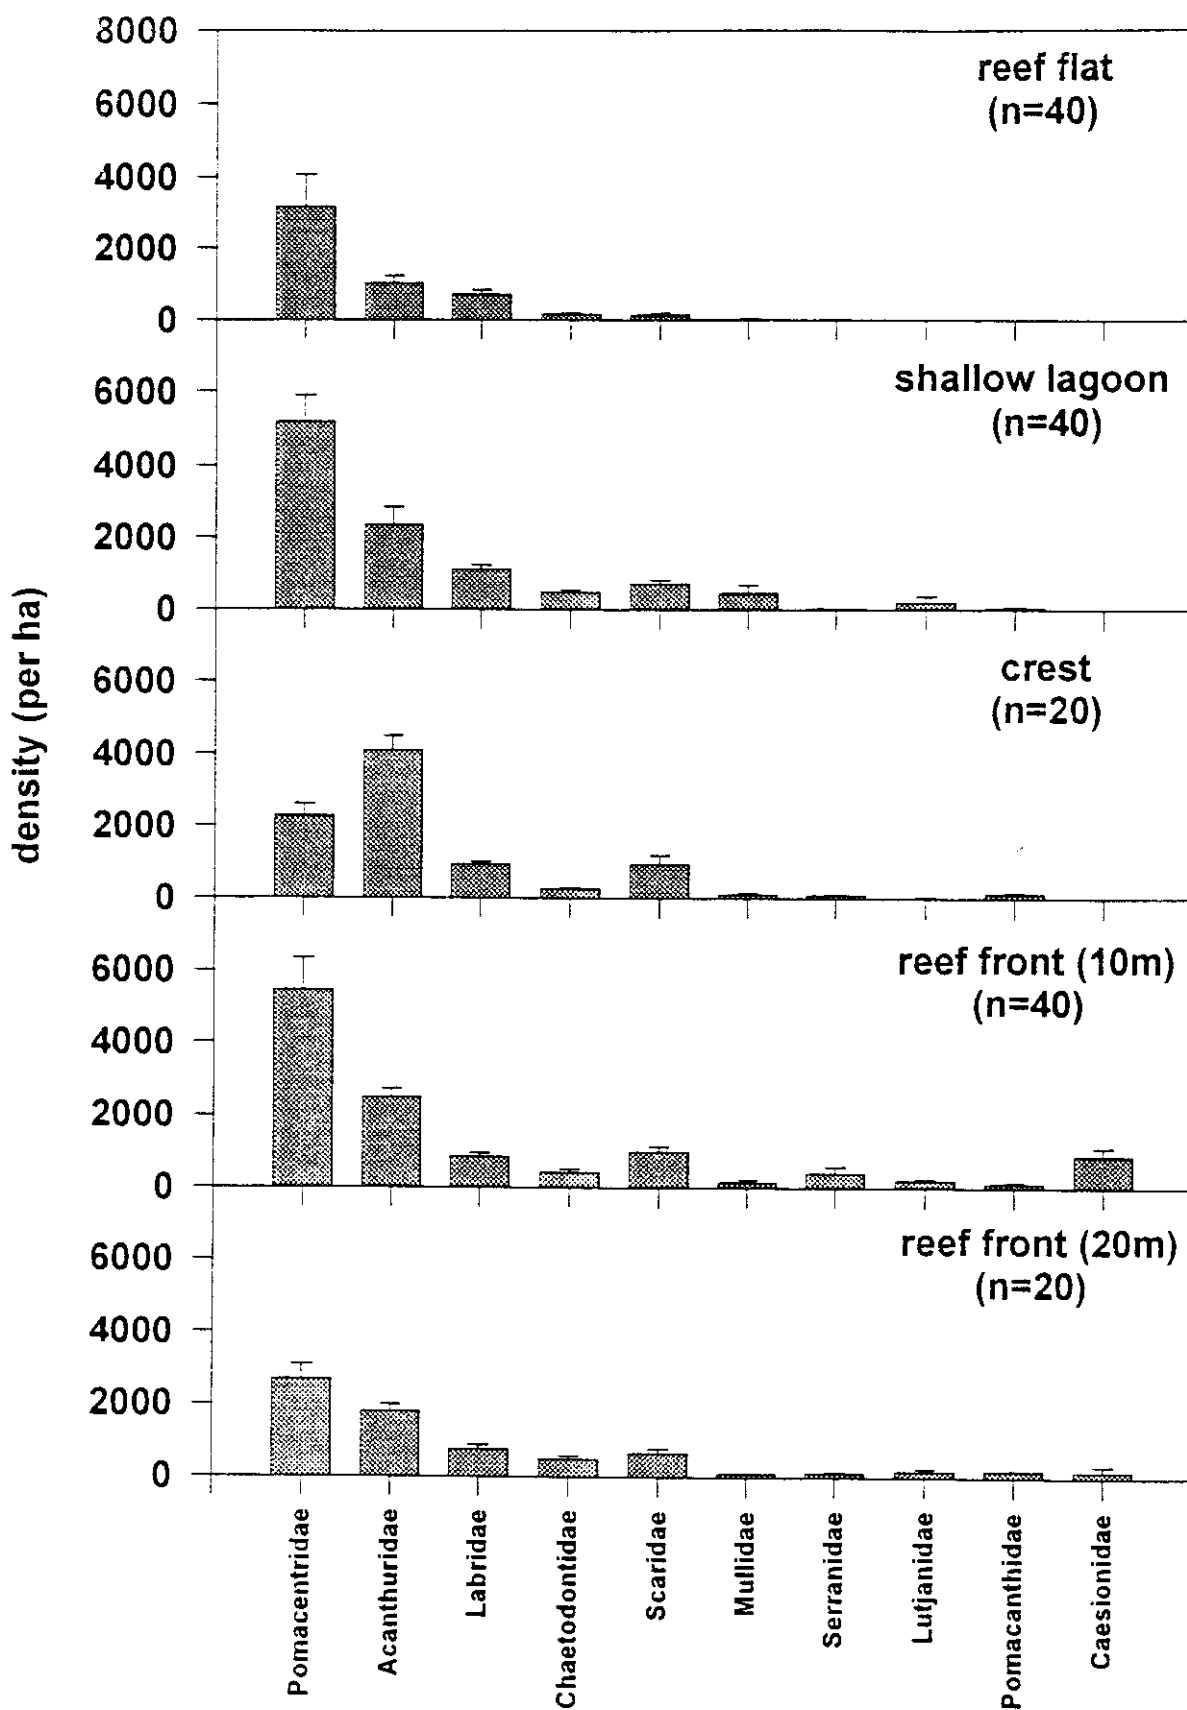 8000
6000
4000
2000
0
reef flat
(n=40)
6000
4000
2000
0
shallow lagoon
(n=40)
6000
4000
2000
0
crest
(n=20)
6000
4000
2000
0
reef front (10m)
(n=40)
6000
4000
2000
0
reef front (20m)
(n=20)
density (per ha)
Pomacentridae
Acanthuridae
Labridae
Chaetodontidae
Scaridae
Mullidae
Serranidae
Lutjanidae
Pomacanthidae
Caesionidae